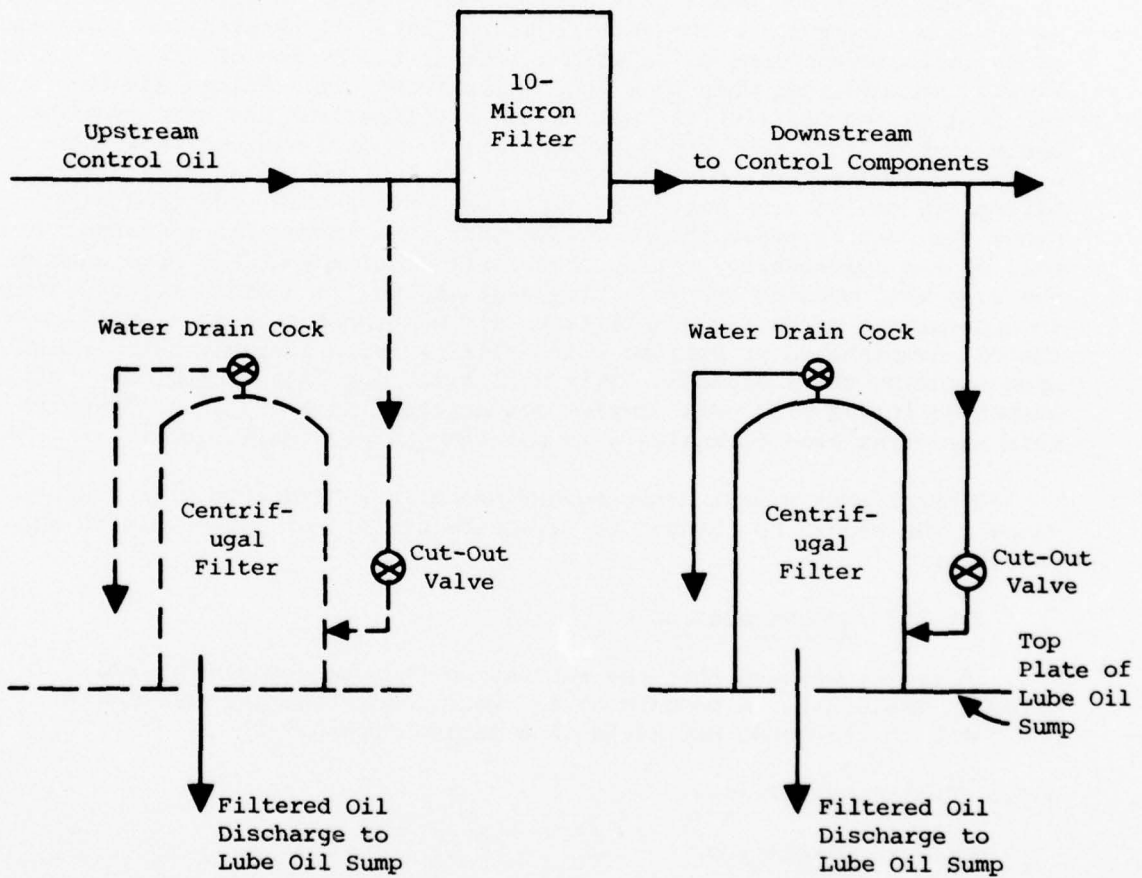 10-
Micron
Filter
Upstream
Control Oil
Downstream
to Control Components
Water Drain Cock
Centrif-
ugal
Filter
Cut-Out
Valve
Filtered Oil
Discharge to
Lube Oil Sump
Water Drain Cock
Centrif-
ugal
Filter
Cut-Out
Valve
Top
Plate of
Lube Oil
Sump
Filtered Oil
Discharge to
Lube Oil Sump